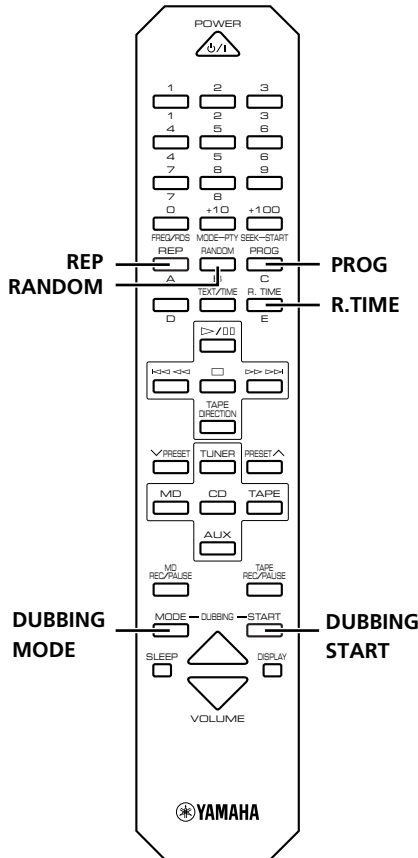 POWER
⏻/I
1 2 3
1 2 3
4 5 6
4 5 6
7 8 9
7 8
0 +10 +100
FREQ/RDS MODE–PTY SEEK–START
REP RANDOM PROG
REP
RANDOM
PROG
A B C
TEXT/TIME R. TIME
R.TIME
D E
TAPE
DIRECTION
PRESET TUNER PRESET
MD CD TAPE
AUX
MD
REC/PAUSE
TAPE
REC/PAUSE
MODE – DUBBING – START
DUBBING
MODE
DUBBING
START
SLEEP DISPLAY
VOLUME
YAMAHA